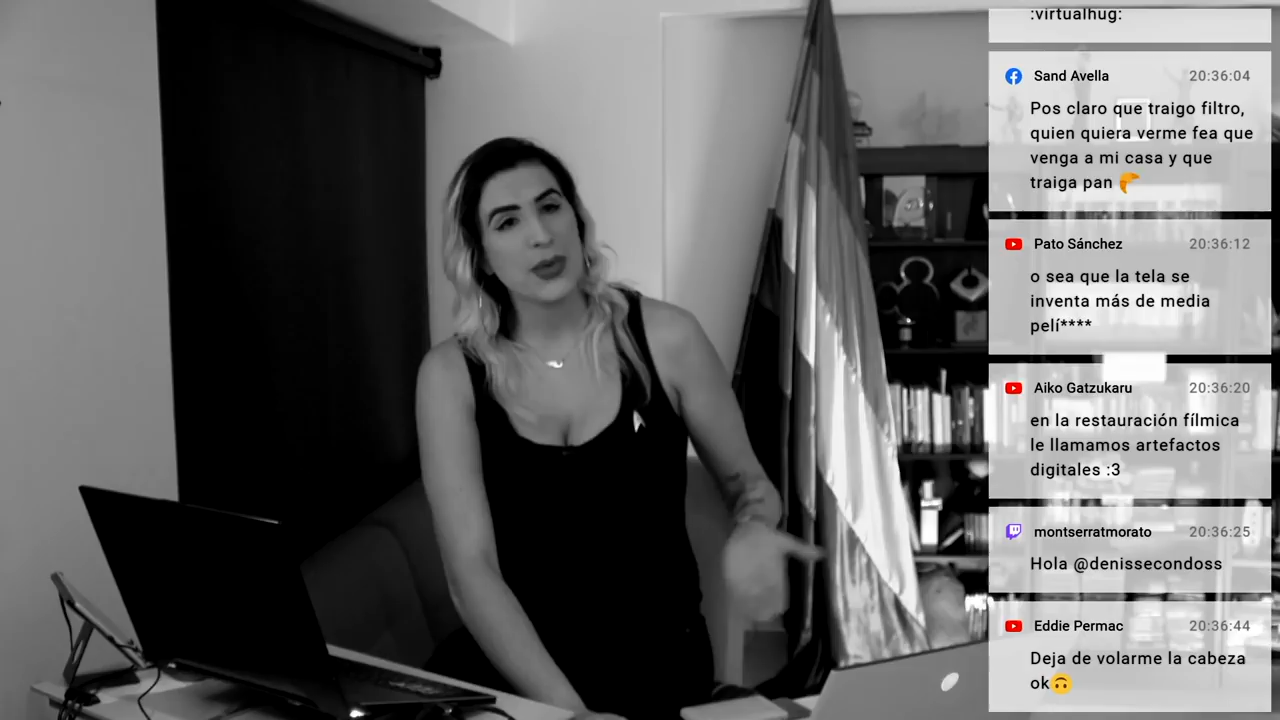 :virtualhug:
Sand Avella 20:36:04
Pos claro que traigo filtro,
quien quiera verme fea que
venga a mi casa y que
traiga pan 🥐
Pato Sánchez 20:36:12
o sea que la tela se
inventa más de media
pelí****
Aiko Gatzukaru 20:36:20
en la restauración fílmica
le llamamos artefactos
digitales :3
montserratmorato 20:36:25
Hola @denissecondoss
Eddie Permac 20:36:44
Deja de volarme la cabeza
ok🙃